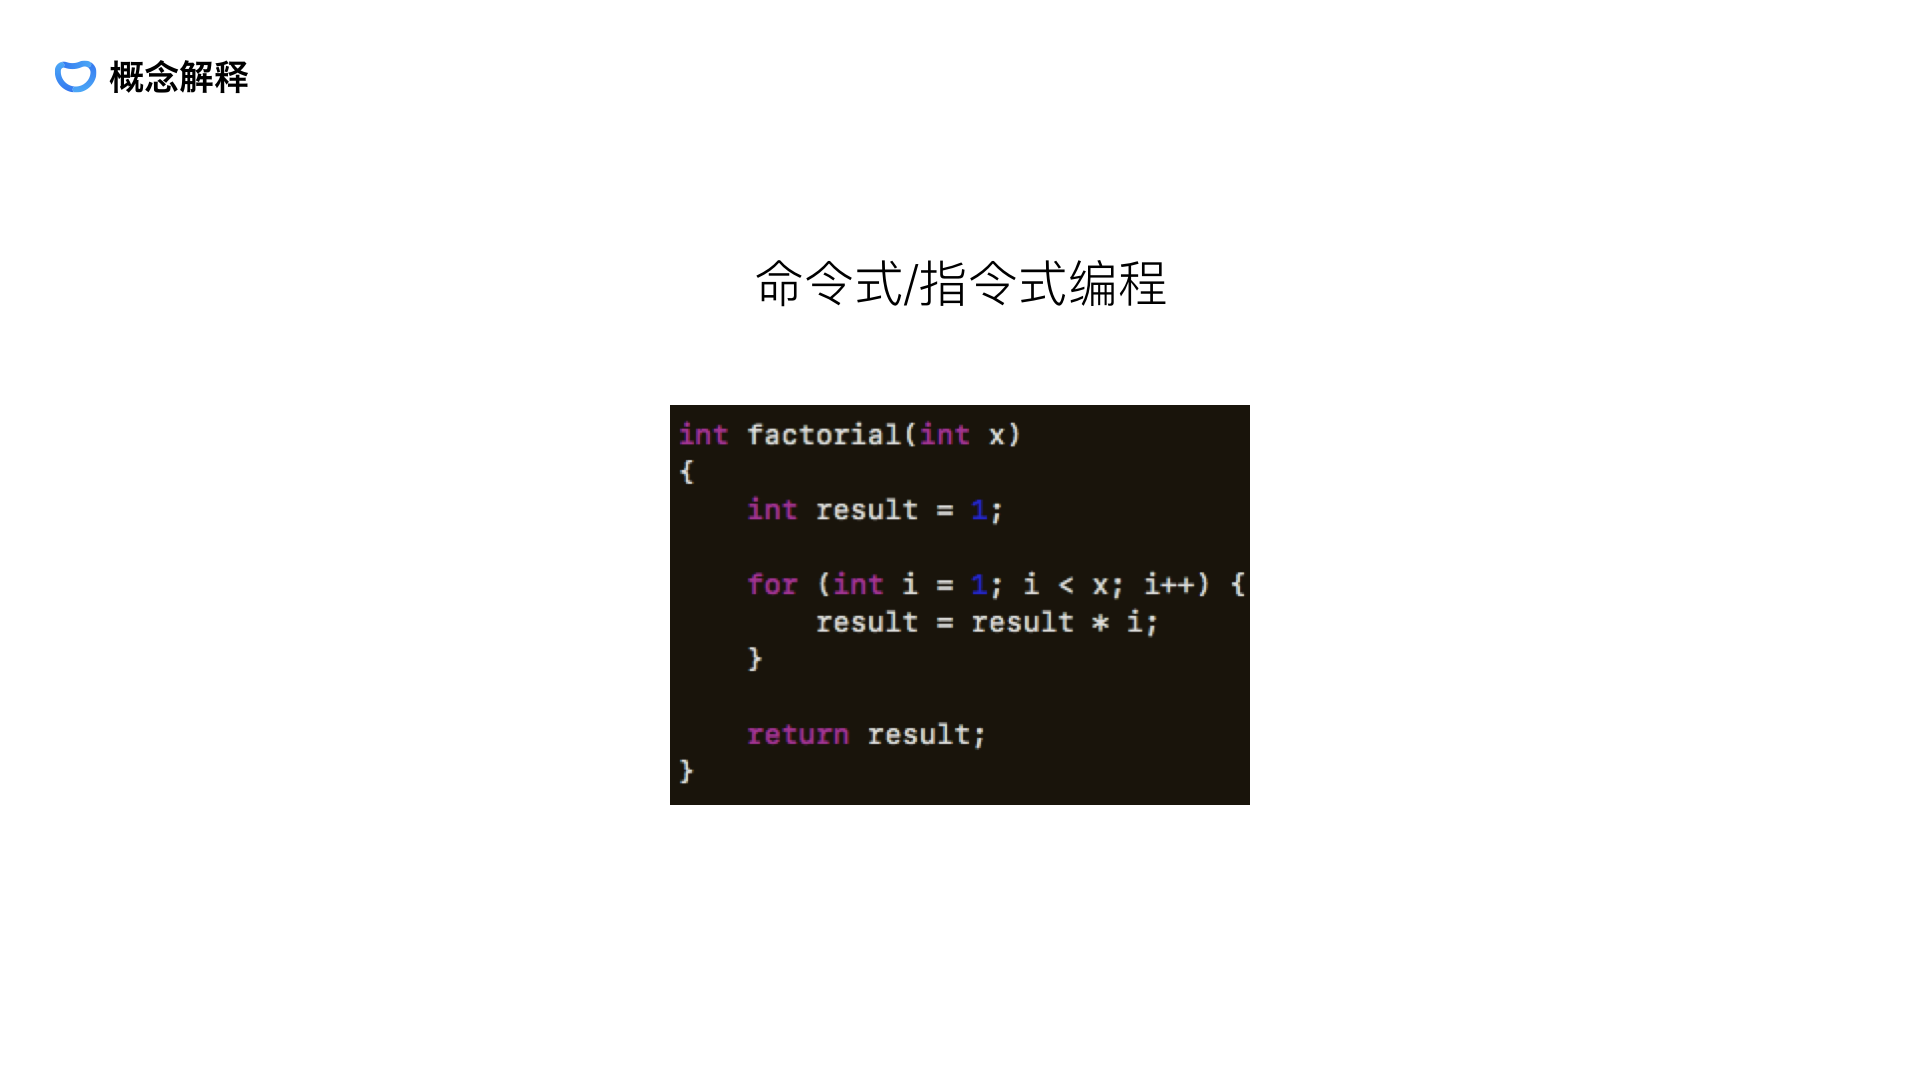 概念解释
命令式/指令式编程
int factorial(int x)
{
    int result = 1;
    for (int i = 1; i < x; i++) {
        result = result * i;
    }
    return result;
}